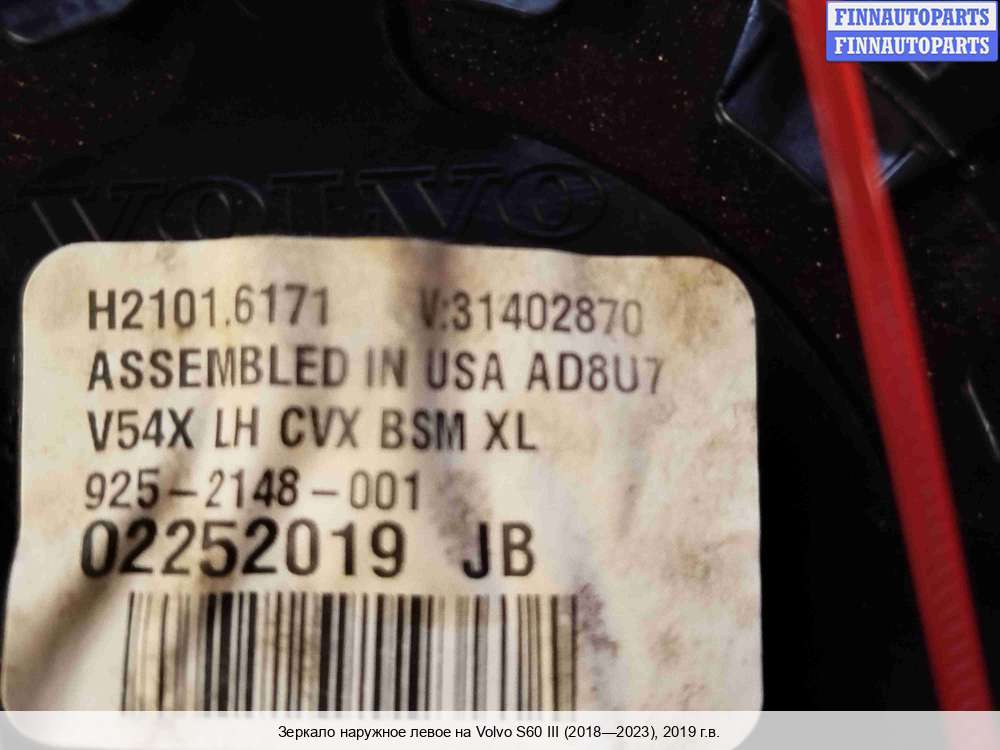 FINNAUTOPARTS
FINNAUTOPARTS
VOLVO
H2101.6171 V:31402870
ASSEMBLED IN USA AD8U7
V54X LH CVX BSM XL
925-2148-001
02252019 JB
Зеркало наружное левое на Volvo S60 III (2018—2023), 2019 г.в.